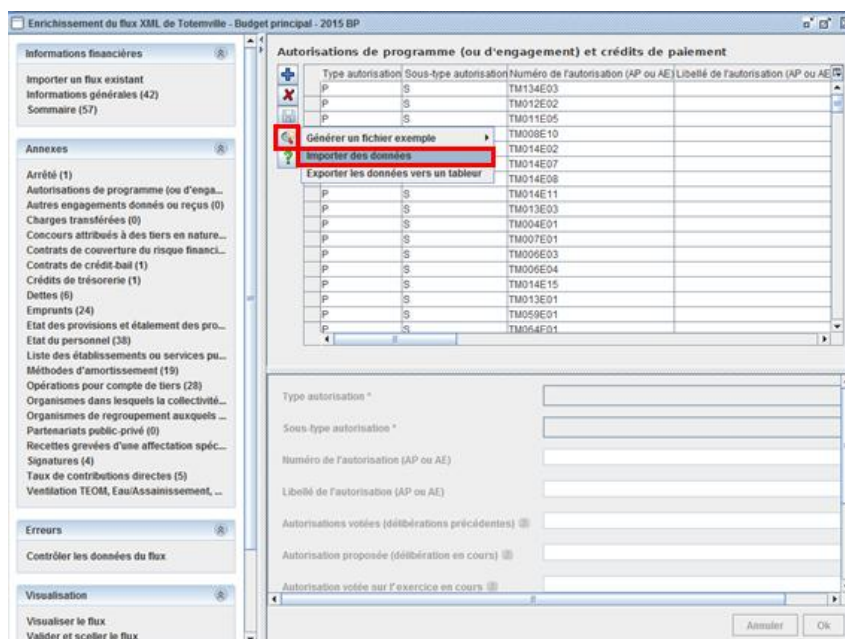 Enrichissement du flux XML de Totemville - Budget principal - 2015 BP
Informations financières
Importer un flux existant
Informations générales (42)
Sommaire (57)
Annexes
Arrêté (1)
Autorisations de programme (ou d'enga...
Autres engagements donnés ou reçus (0)
Charges transférées (0)
Concours attribués à des tiers en nature...
Contrats de couverture du risque financi...
Contrats de crédit-bail (1)
Crédits de trésorerie (1)
Dettes (6)
Emprunts (24)
Etat des provisions et étalement des pro...
Etat du personnel (38)
Liste des établissements ou services pu...
Méthodes d'amortissement (19)
Opérations pour compte de tiers (28)
Organismes dans lesquels la collectivité...
Organismes de regroupement auxquels ...
Partenariats public-privé (0)
Recettes grevées d'une affectation spéc...
Signatures (4)
Taux de contributions directes (5)
Ventilation TEOM, Eau/Assainissement, ...
Erreurs
Contrôler les données du flux
Visualisation
Visualiser le flux
Valider et sceller le flux
Autorisations de programme (ou d'engagement) et crédits de paiement
Type autorisation Sous-type autorisation Numéro de l'autorisation (AP ou AE) Libellé de l'autorisation (AP ou AE
P S TM134E03
P S TM012E02
P S TM011E05
TM008E10
TM014E02
TM014E07
TM014E08
Générer un fichier exemple
Importer des données
Exporter les données vers un tableur
P S TM014E11
P S TM013E03
P S TM004E01
P S TM007E01
P S TM006E03
P S TM006E04
P S TM014E15
P S TM013E01
P S TM059E01
P S TM064E01
Type autorisation *
Sous-type autorisation *
Numéro de l'autorisation (AP ou AE)
Libellé de l'autorisation (AP ou AE)
Autorisations votées (délibérations précédentes)
Autorisation proposée (délibération en cours)
Autorisation votée sur l'exercice en cours
Annuler
Ok